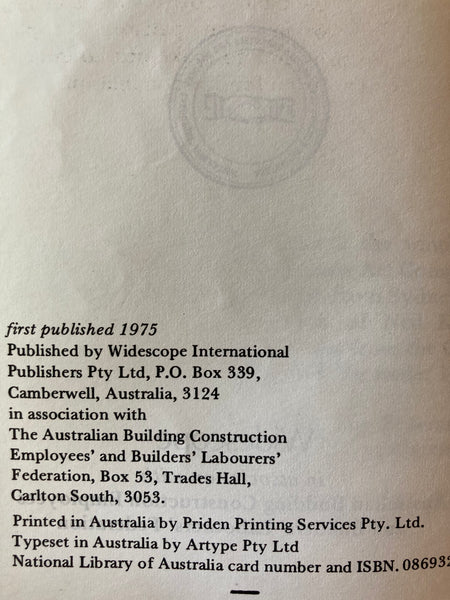 first published 1975
Published by Widescope International
Publishers Pty Ltd, P.O. Box 339,
Camberwell, Australia, 3124
in association with
The Australian Building Construction
Employees' and Builders' Labourers'
Federation, Box 53, Trades Hall,
Carlton South, 3053.
Printed in Australia by Priden Printing Services Pty. Ltd.
Typeset in Australia by Artype Pty Ltd
National Library of Australia card number and ISBN. 086932